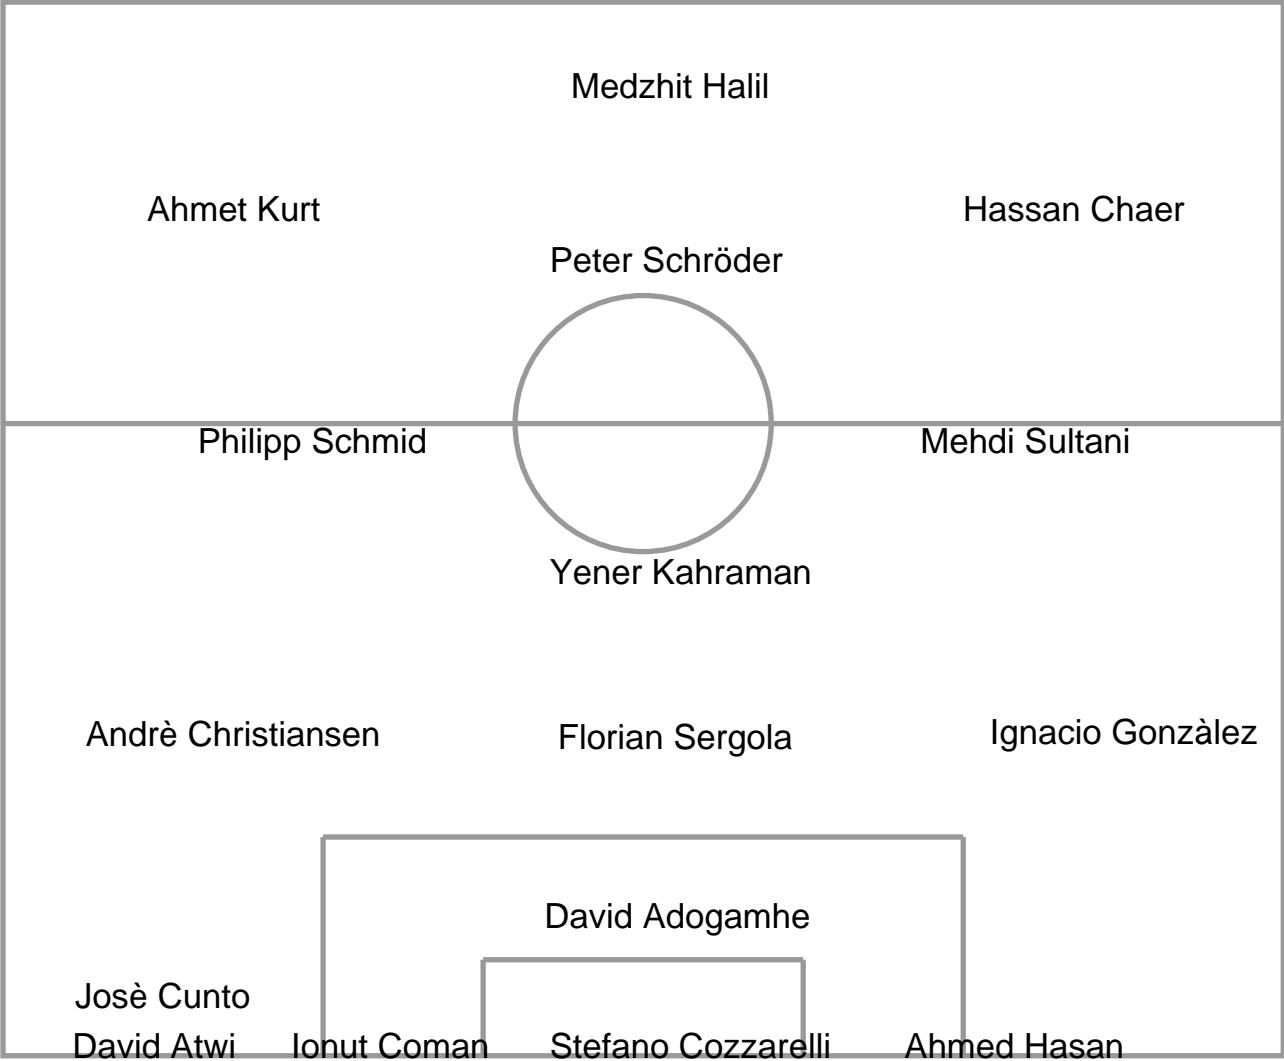 Medzhit Halil
Ahmet Kurt
Hassan Chaer
Peter Schröder
Philipp Schmid
Mehdi Sultani
Yener Kahraman
Andrè Christiansen
Florian Sergola
Ignacio Gonzàlez
David Adogamhe
Josè Cunto
David Atwi
Ionut Coman
Stefano Cozzarelli
Ahmed Hasan